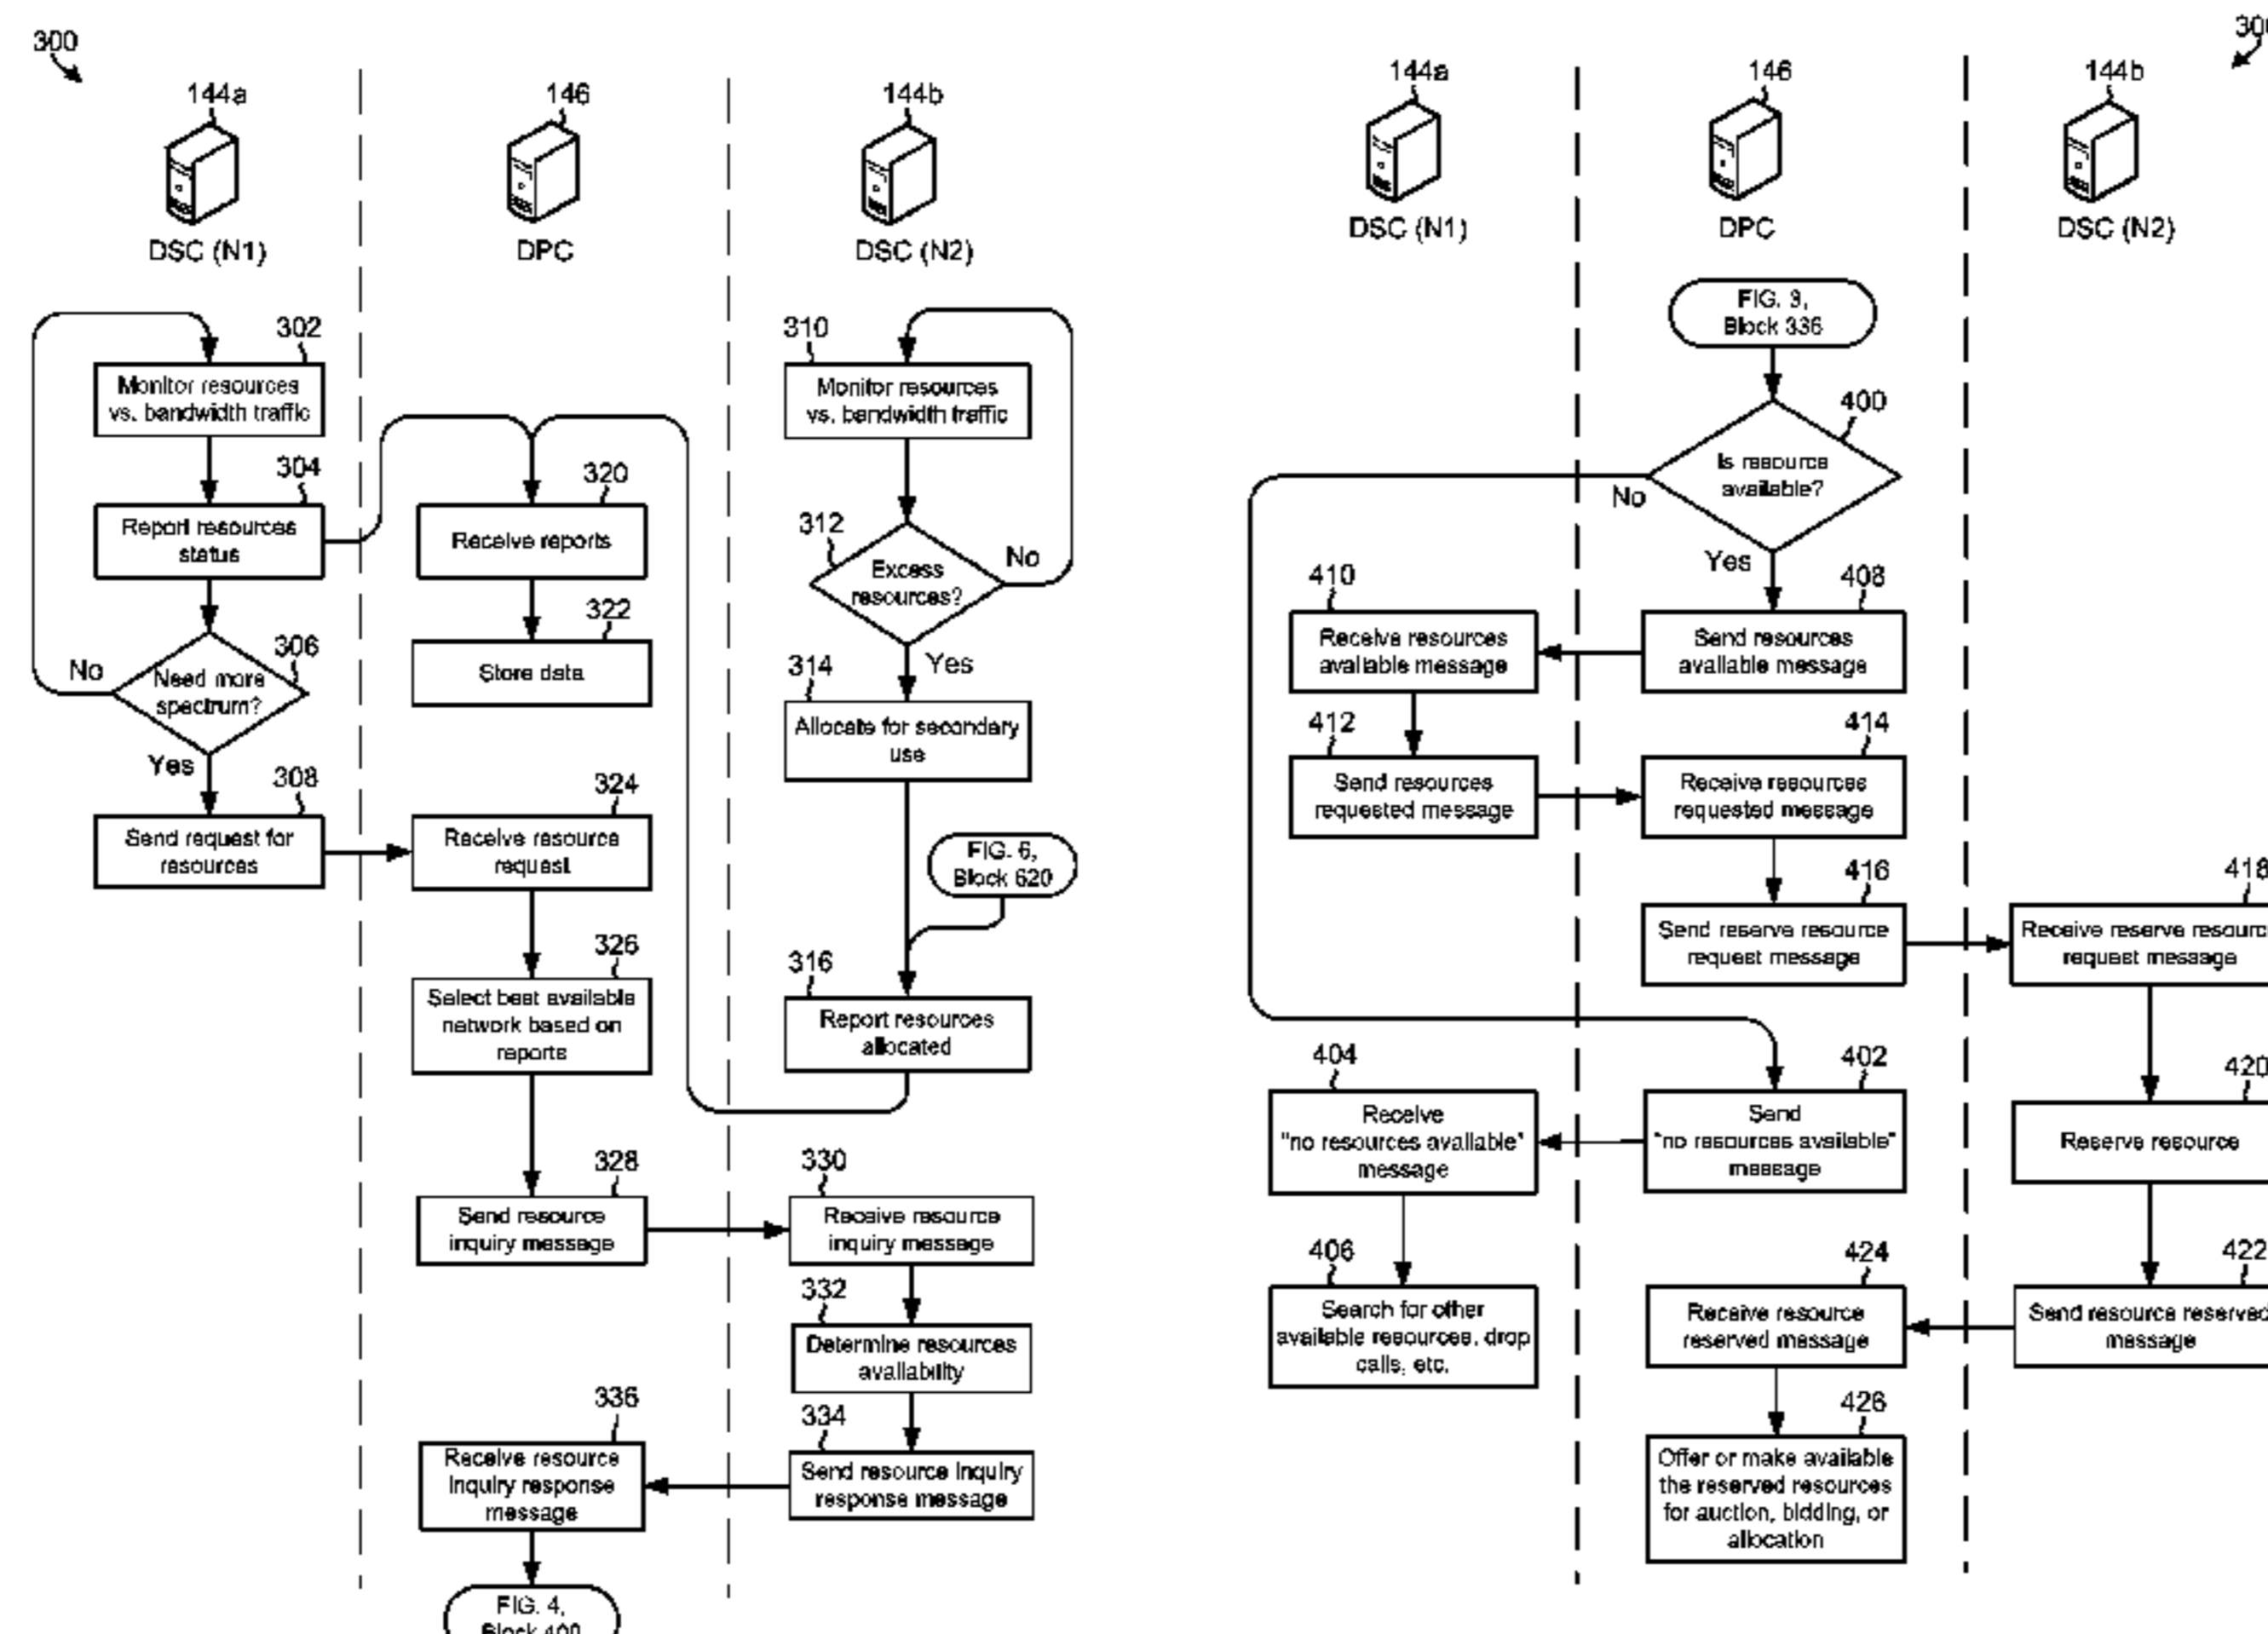 300
144a
146
144b
DSC (N1)
DPC
DSC (N2)
302
Monitor resources
vs. bandwidth traffic
304
Report resources
status
306
Need more
spectrum?
No
Yes
308
Send request for
resources
320
Receive reports
322
Store data
324
Receive resource
request
326
Select best available
network based on
reports
328
Send resource
inquiry message
336
Receive resource
inquiry response
message
FIG. 4,
Block 400
310
Monitor resources
vs. bandwidth traffic
312
Excess
resources?
No
Yes
314
Allocate for secondary
use
FIG. 6,
Block 620
316
Report resources
allocated
330
Receive resource
inquiry message
332
Determine resources
availability
334
Send resource inquiry
response message
300
144a
146
144b
DSC (N1)
DPC
DSC (N2)
FIG. 3,
Block 336
400
Is resource
available?
No
Yes
408
Send resources
available message
410
Receive resources
available message
412
Send resources
requested message
414
Receive resources
requested message
416
Send reserve resource
request message
418
Receive reserve resource
request message
420
Reserve resource
422
Send resource reserved
message
402
Send
"no resources available"
message
404
Receive
"no resources available"
message
406
Search for other
available resources, drop
calls, etc.
424
Receive resource
reserved message
426
Offer or make available
the reserved resources
for auction, bidding, or
allocation